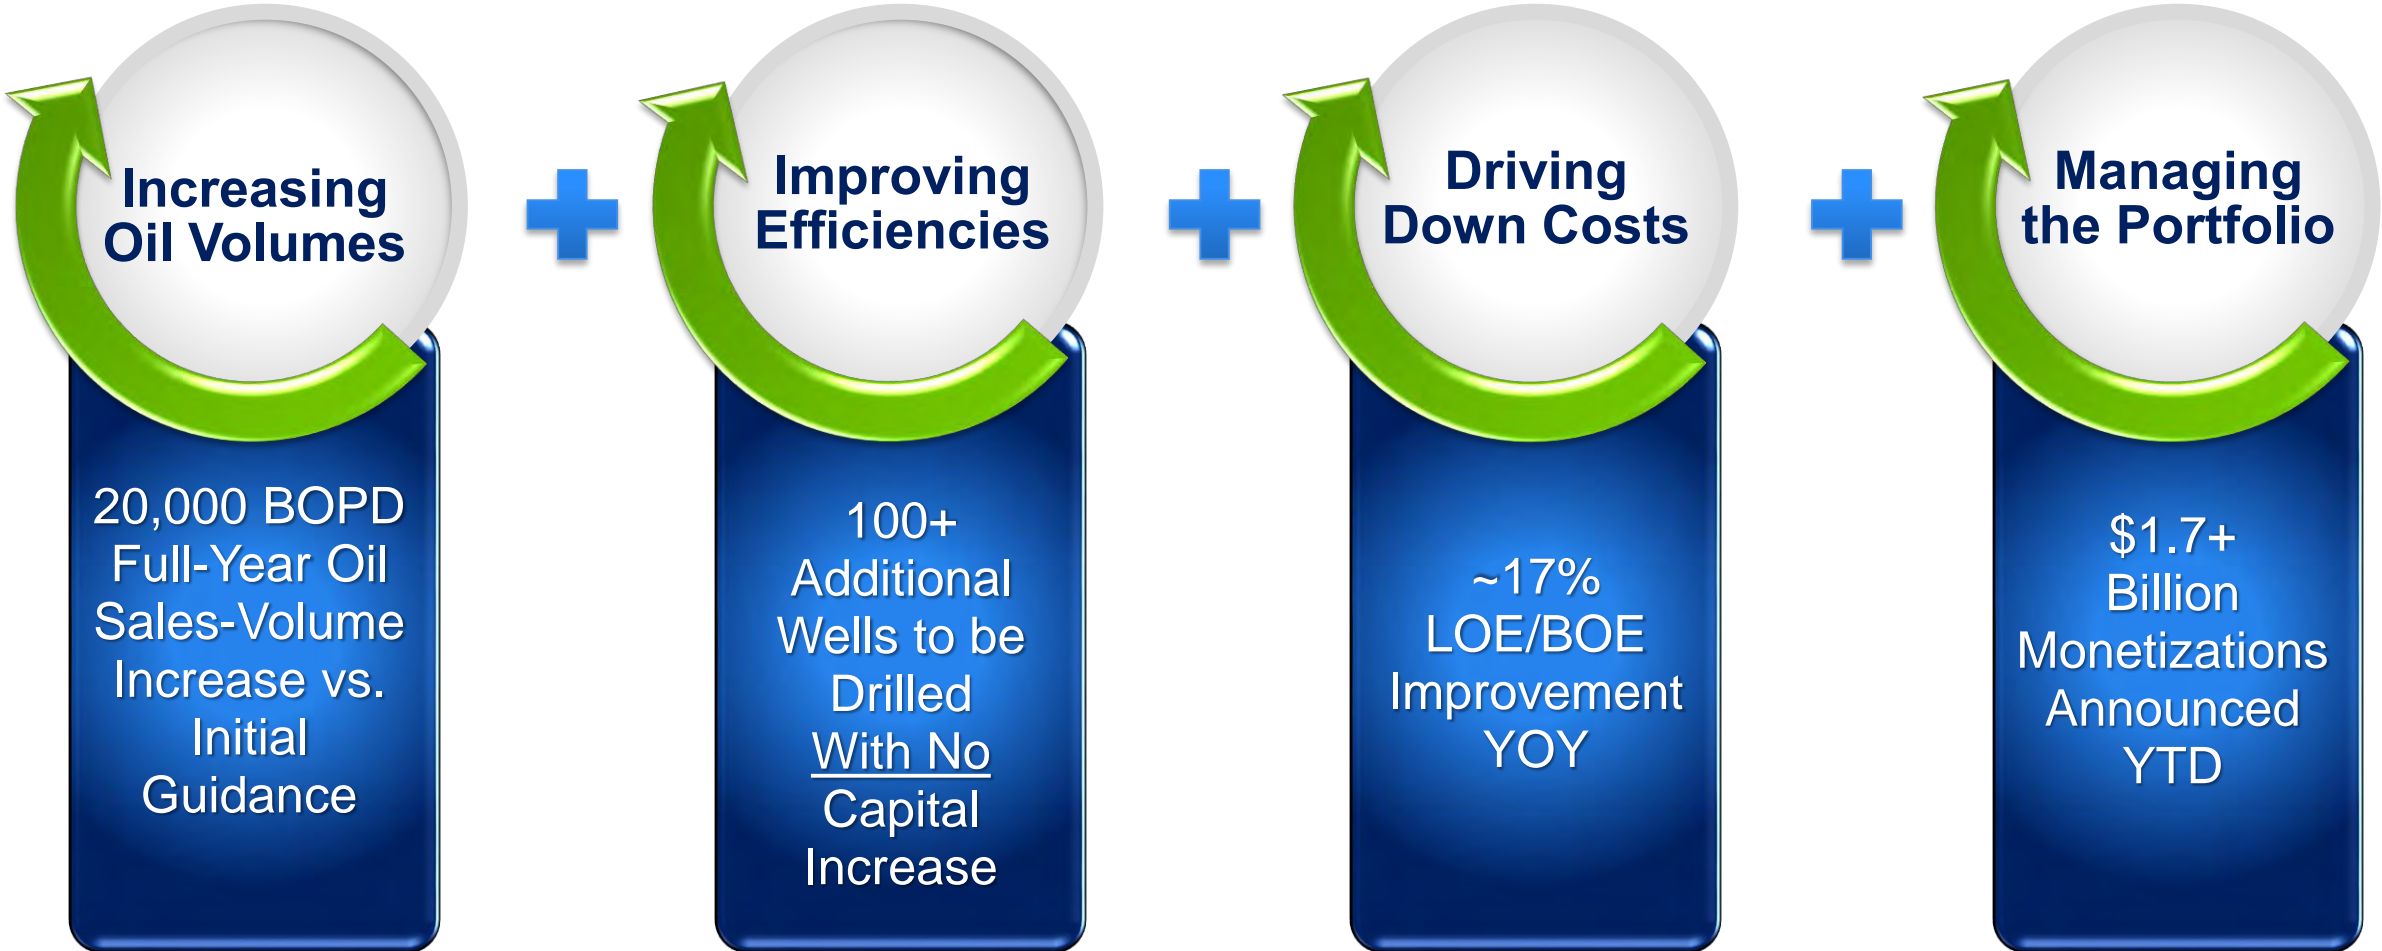 Increasing
Oil Volumes
20,000 BOPD
Full-Year Oil
Sales-Volume
Increase vs.
Initial
Guidance
Improving
Efficiencies
100+
Additional
Wells to be
Drilled
With No
Capital
Increase
Driving
Down Costs
~17%
LOE/BOE
Improvement
YOY
Managing
the Portfolio
$1.7+
Billion
Monetizations
Announced
YTD